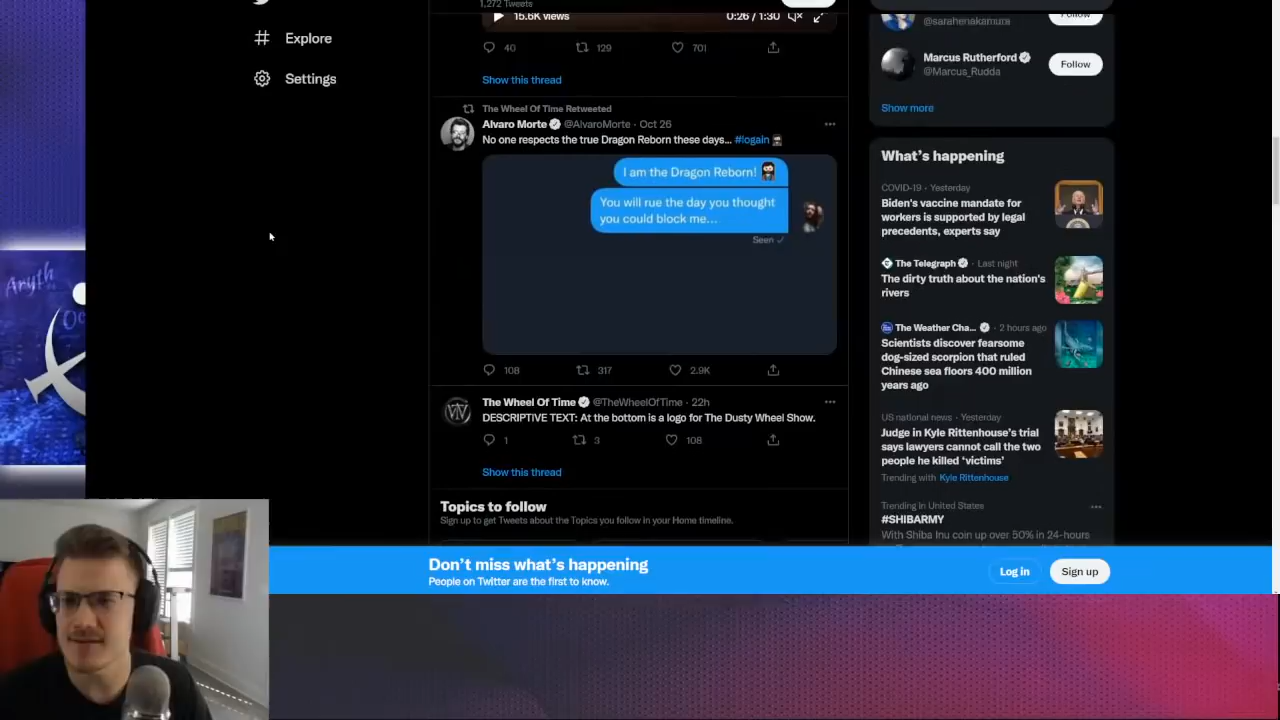 1,272 Tweets
Explore
Settings
15.6K views
0:26 / 1:30
40
129
701
Show this thread
The Wheel Of Time Retweeted
Alvaro Morte @AlvaroMorte · Oct 26
No one respects the true Dragon Reborn these days... #logain
I am the Dragon Reborn!
You will rue the day you thought
you could block me...
Seen ✓
108
317
2.9K
The Wheel Of Time @TheWheelOfTime · 22h
DESCRIPTIVE TEXT: At the bottom is a logo for The Dusty Wheel Show.
1
3
108
Show this thread
Topics to follow
Sign up to get Tweets about the Topics you follow in your Home timeline.
@sarahenakamura
Follow
Marcus Rutherford
@Marcus_Rudda
Follow
Show more
What's happening
COVID-19 · Yesterday
Biden's vaccine mandate for
workers is supported by legal
precedents, experts say
The Telegraph · Last night
The dirty truth about the nation's
rivers
The Weather Cha... · 2 hours ago
Scientists discover fearsome
dog-sized scorpion that ruled
Chinese sea floors 400 million
years ago
US national news · Yesterday
Judge in Kyle Rittenhouse's trial
says lawyers cannot call the two
people he killed 'victims'
Trending with Kyle Rittenhouse
Trending in United States
#SHIBARMY
With Shiba Inu coin up over 50% in 24-hours
Don't miss what's happening
People on Twitter are the first to know.
Log in
Sign up
Aryth